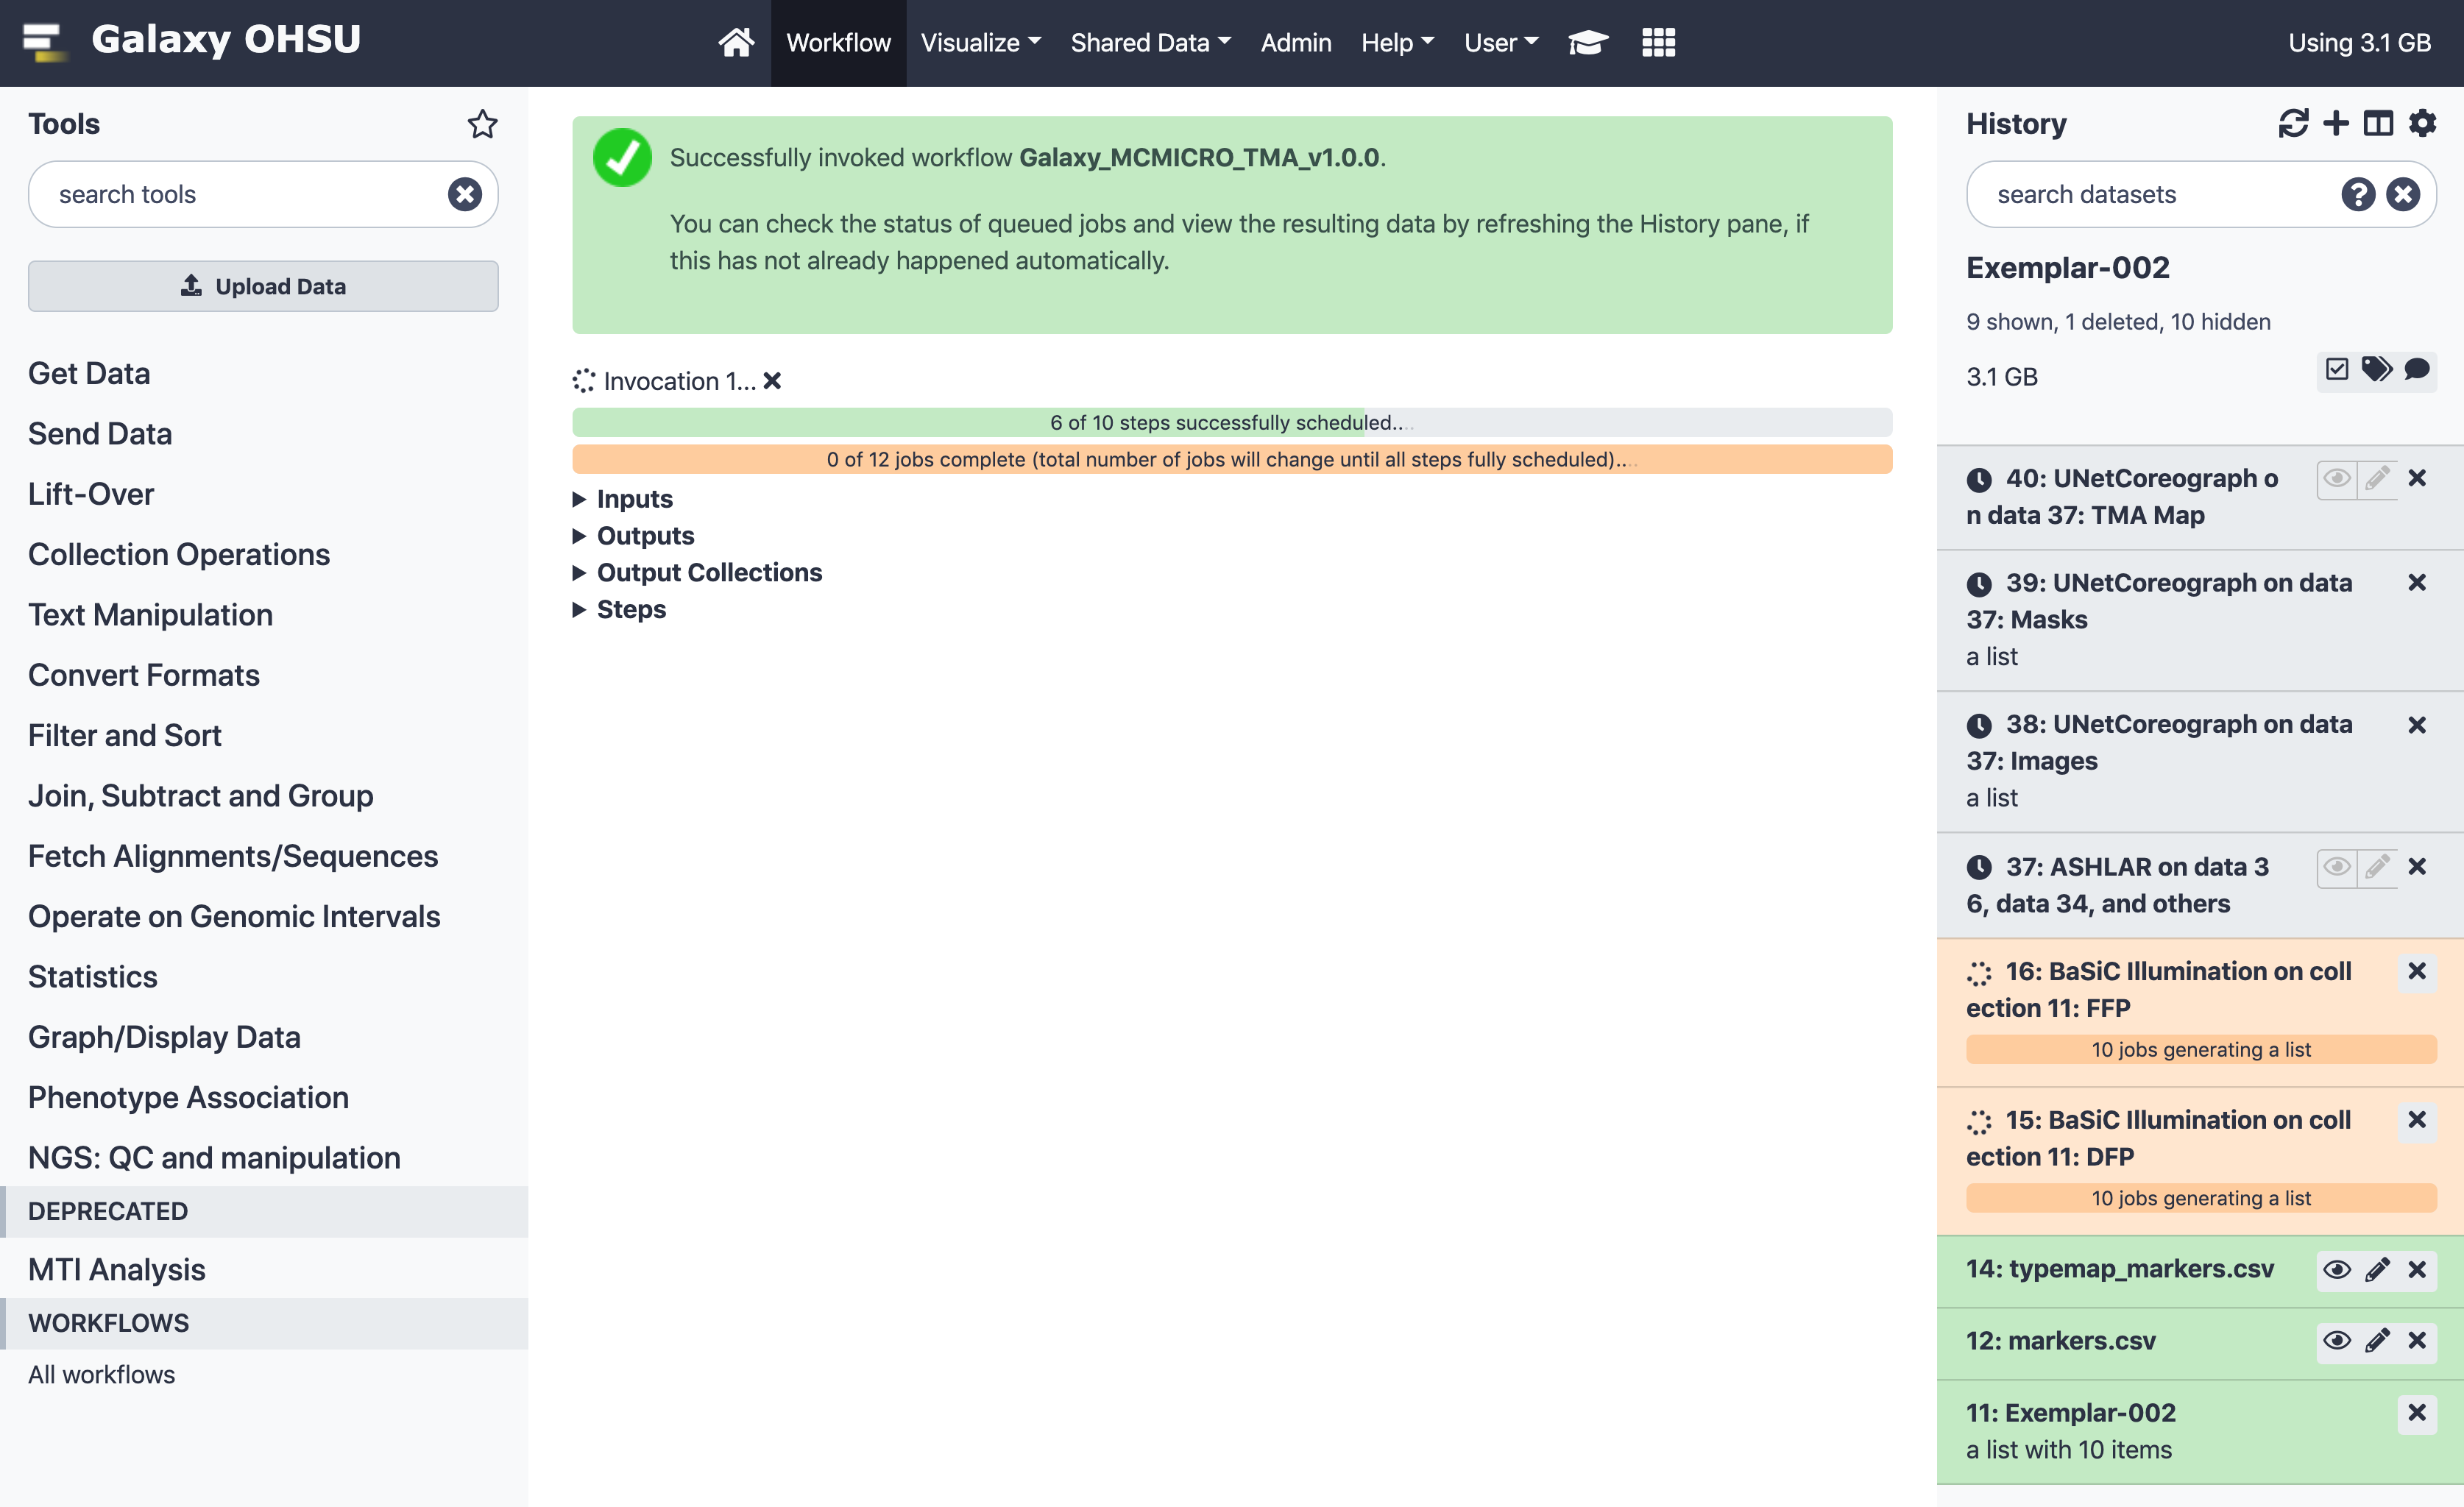 Galaxy OHSU
Workflow
Visualize
Shared Data
Admin
Help
User
Using 3.1 GB
Tools
search tools
Upload Data
Get Data
Send Data
Lift-Over
Collection Operations
Text Manipulation
Convert Formats
Filter and Sort
Join, Subtract and Group
Fetch Alignments/Sequences
Operate on Genomic Intervals
Statistics
Graph/Display Data
Phenotype Association
NGS: QC and manipulation
DEPRECATED
MTI Analysis
WORKFLOWS
All workflows
Successfully invoked workflow Galaxy_MCMICRO_TMA_v1.0.0.
You can check the status of queued jobs and view the resulting data by refreshing the History pane, if
this has not already happened automatically.
Invocation 1...
6 of 10 steps successfully scheduled....
0 of 12 jobs complete (total number of jobs will change until all steps fully scheduled)....
Inputs
Outputs
Output Collections
Steps
History
search datasets
Exemplar-002
9 shown, 1 deleted, 10 hidden
3.1 GB
40: UNetCoreograph o
n data 37: TMA Map
39: UNetCoreograph on data
37: Masks
a list
38: UNetCoreograph on data
37: Images
a list
37: ASHLAR on data 3
6, data 34, and others
16: BaSiC Illumination on coll
ection 11: FFP
10 jobs generating a list
15: BaSiC Illumination on coll
ection 11: DFP
10 jobs generating a list
14: typemap_markers.csv
12: markers.csv
11: Exemplar-002
a list with 10 items